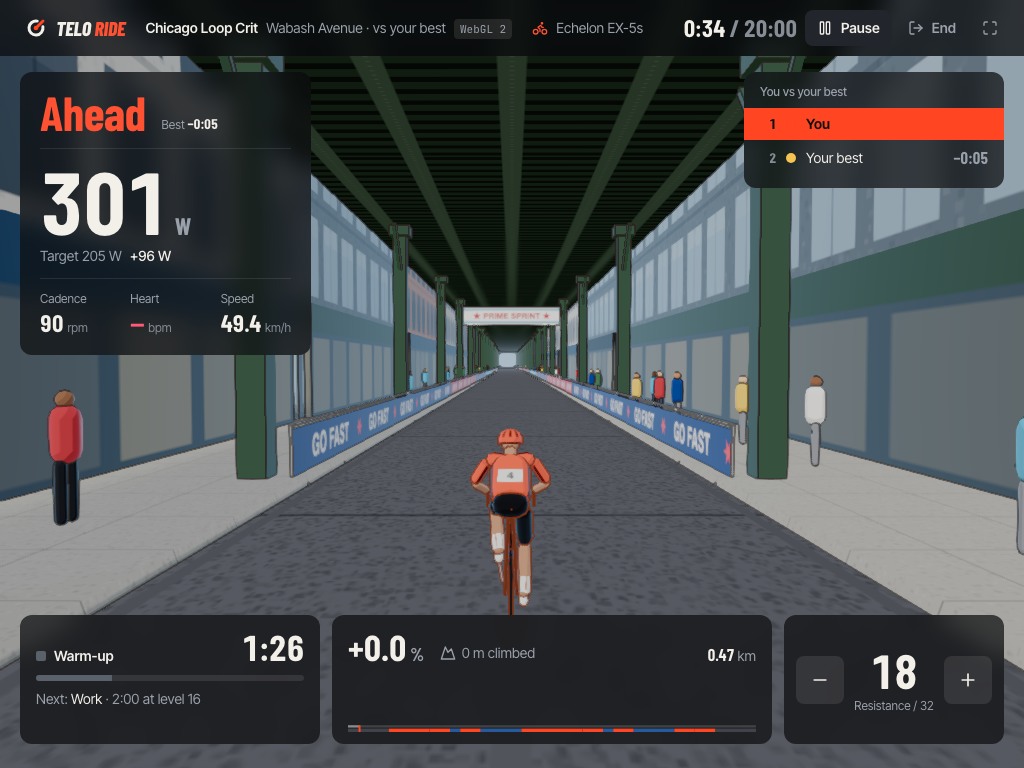 TELO RIDE
Chicago Loop Crit Wabash Avenue · vs your best WebGL 2 Echelon EX-5s 0:34 / 20:00 Pause End
Ahead Best −0:05
301 W
Target 205 W +96 W
Cadence Heart Speed
90 rpm — bpm 49.4 km/h
You vs your best
1 You
2 Your best −0:05
★ PRIME SPRINT ★
GO FAST GO FAST GO FAST
GO FAST GO FAST
4
Warm-up 1:26
Next: Work · 2:00 at level 16
+0.0 % 0 m climbed 0.47 km
− 18 +
Resistance / 32